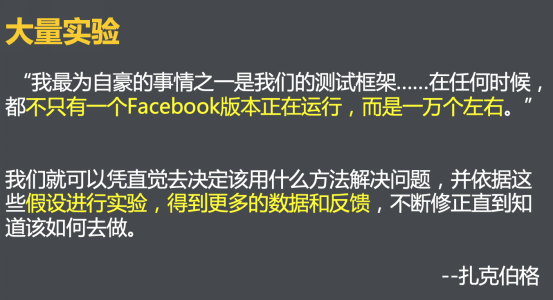 大量实验
“我最为自豪的事情之一是我们的测试框架……在任何时候，
都不只有一个Facebook版本正在运行，而是一万个左右。”
我们就可以凭直觉去决定该用什么方法解决问题，并依据这
些假设进行实验，得到更多的数据和反馈，不断修正直到知
道该如何去做。
--扎克伯格